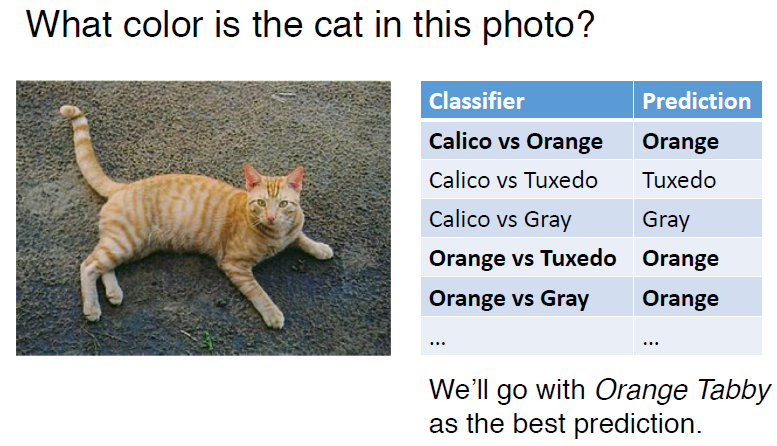 What color is the cat in this photo?
Classifier Prediction
Calico vs Orange Orange
Calico vs Tuxedo Tuxedo
Calico vs Gray Gray
Orange vs Tuxedo Orange
Orange vs Gray Orange
... ...
We'll go with Orange Tabby
as the best prediction.